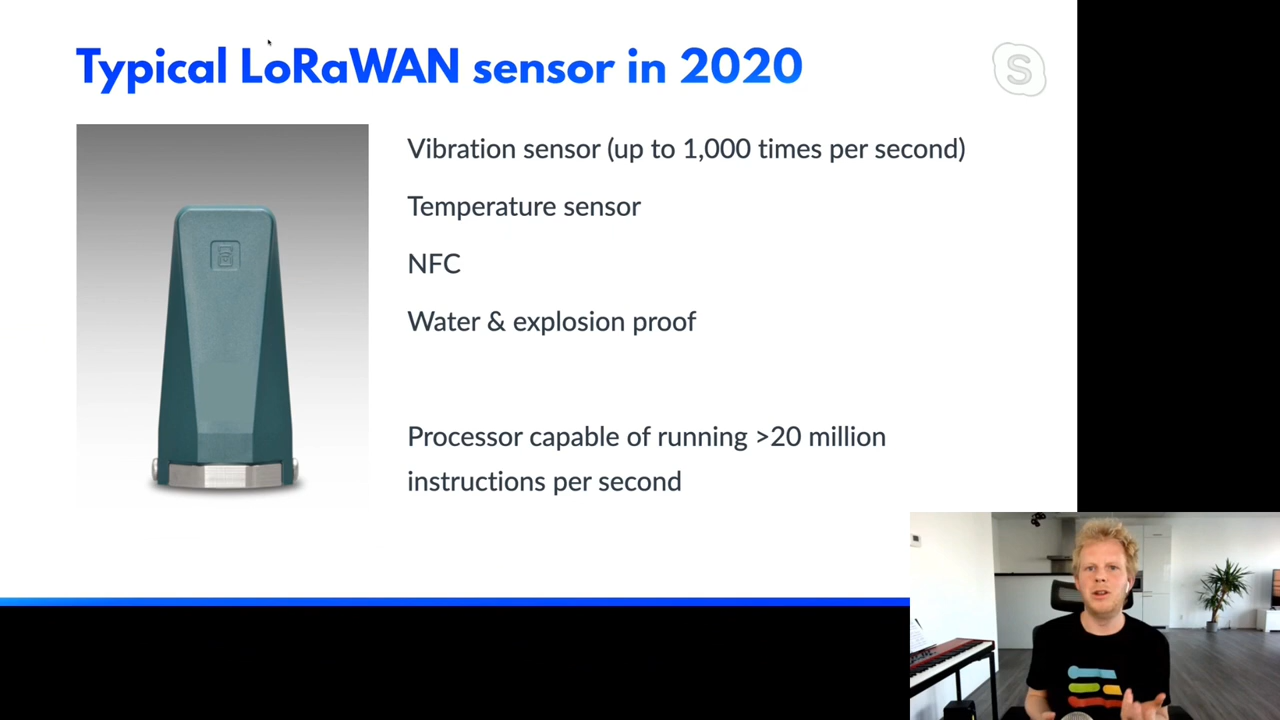 Typical LoRaWAN sensor in 2020
S
Vibration sensor (up to 1,000 times per second)
Temperature sensor
NFC
Water & explosion proof
Processor capable of running >20 million
instructions per second